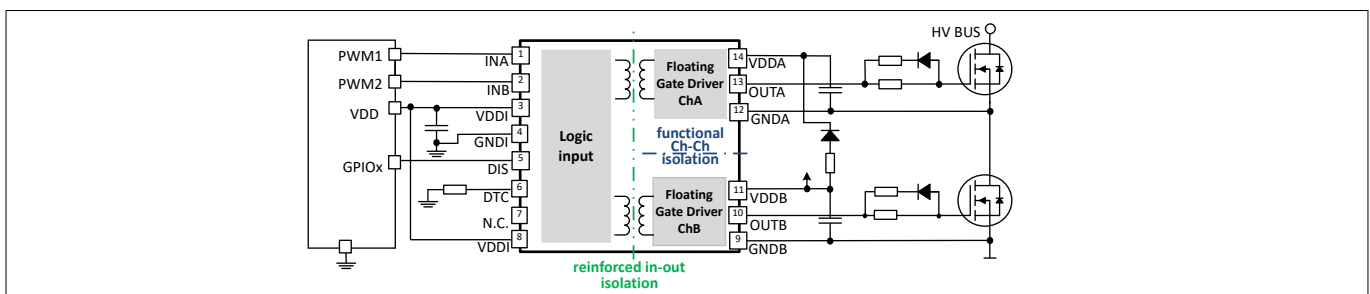 HV BUS
PWM1
1
INA
Floating
Gate Driver
ChA
14
VDDA
PWM2
2
INB
13
OUTA
VDD
3
VDDI
12
GNDA
4
GNDI
Logic
input
functional
Ch-Ch
isolation
GPIOx
5
DIS
6
DTC
Floating
Gate Driver
ChB
11
VDDB
7
N.C.
10
OUTB
8
VDDI
9
GNDB
reinforced in-out
isolation